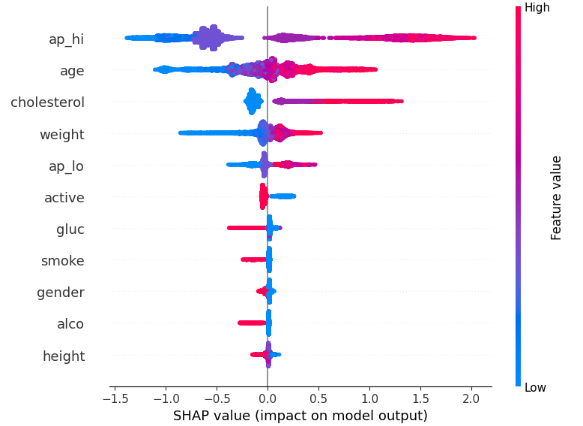 High
ap_hi
age
cholesterol
weight
ap_lo
active
gluc
smoke
gender
alco
height
Feature value
Low
−1.5 −1.0 −0.5 0.0 0.5 1.0 1.5 2.0
SHAP value (impact on model output)